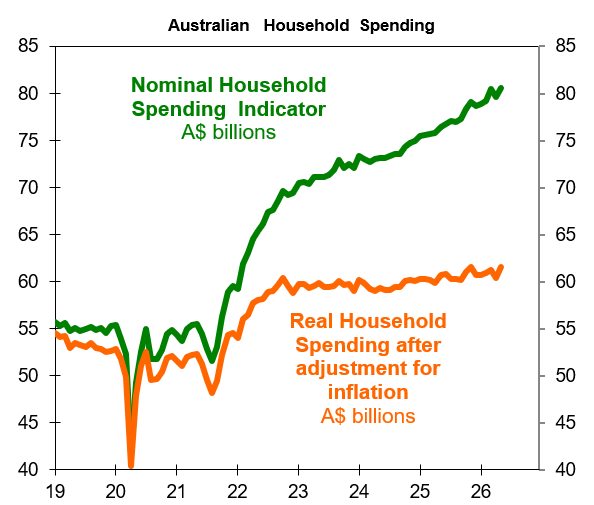 Australian Household Spending
85
80
75
70
65
60
55
50
45
40
85
80
75
70
65
60
55
50
45
40
Nominal Household
Spending Indicator
A$ billions
Real Household
Spending after
adjustment for
inflation
A$ billions
19 20 21 22 23 24 25 26